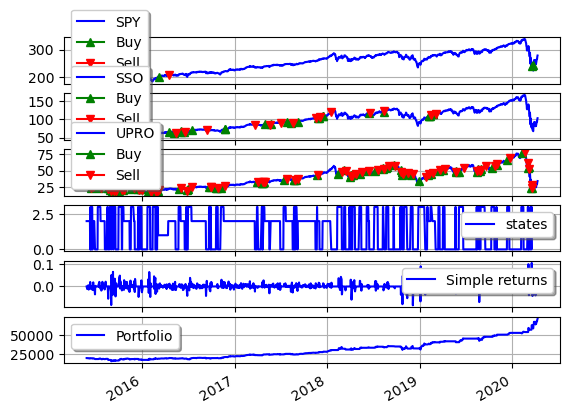 SPY
Buy
Sell
300
200
SSO
Buy
Sell
150
100
50
UPRO
Buy
Sell
75
50
25
2.5
0.0
states
0.1
0.0
Simple returns
50000
25000
Portfolio
2016 2017 2018 2019 2020